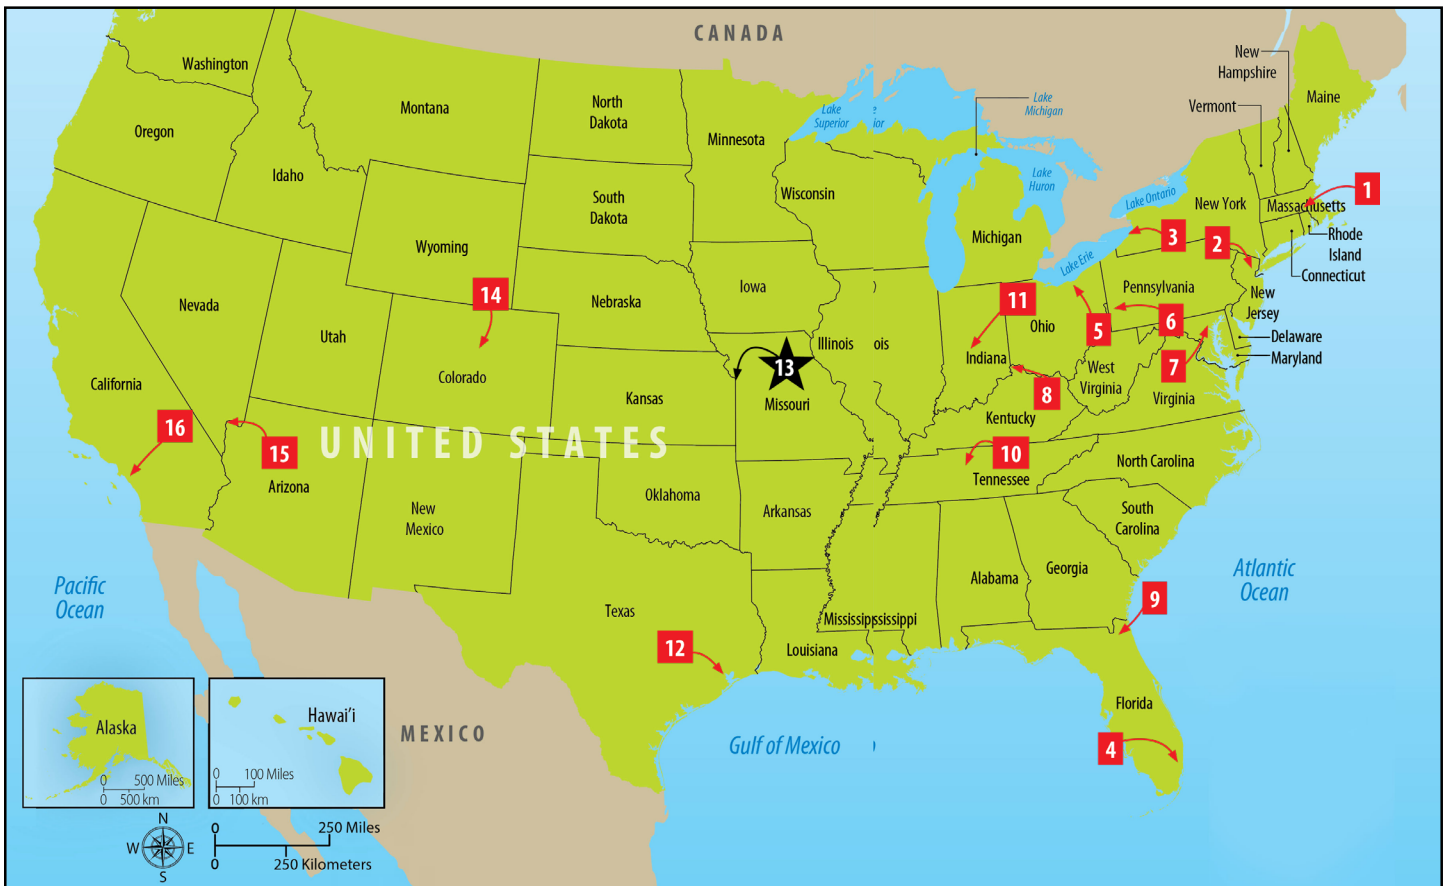 CANADA
Washington
Oregon
Idaho
Montana
North
Dakota
Minnesota
Lake
Superior
e
ior
Lake
Michigan
Lake
Huron
Lake Ontario
Lake Erie
New
Hampshire
Vermont
Maine
1
Massachusetts
New York
Rhode
Island
Connecticut
3
2
Wisconsin
Michigan
South
Dakota
Wyoming
14
Nebraska
Iowa
Nevada
Utah
California
Colorado
Kansas
13
Missouri
Illinois
ois
11
Indiana
Ohio
5
6
7
8
Pennsylvania
New
Jersey
Delaware
Maryland
West
Virginia
Virginia
Kentucky
16
15
UNITED STATES
10
Tennessee
North Carolina
Arizona
New
Mexico
Oklahoma
Arkansas
South
Carolina
Pacific
Ocean
Atlantic
Ocean
Texas
12
Mississipssissippi
Louisiana
Alabama
Georgia
9
Florida
4
MEXICO
Gulf of Mexico
)
Alaska
0 500 Miles
0 500 km
Hawai'i
0 100 Miles
0 100 km
N
W E
S
0 250 Miles
0 250 Kilometers